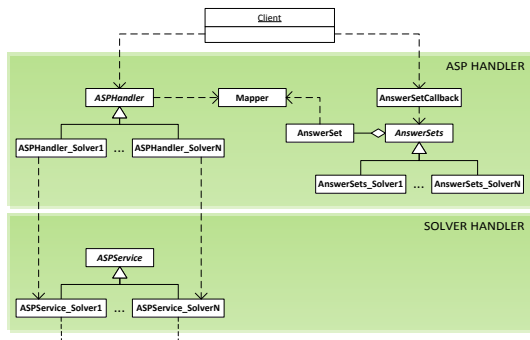 Client
ASP HANDLER
ASPHandler
Mapper
AnswerSetCallback
AnswerSet
AnswerSets
ASPHandler_Solver1 ... ASPHandler_SolverN
AnswerSets_Solver1 ... AnswerSets_SolverN
SOLVER HANDLER
ASPService
ASPService_Solver1 ... ASPService_SolverN